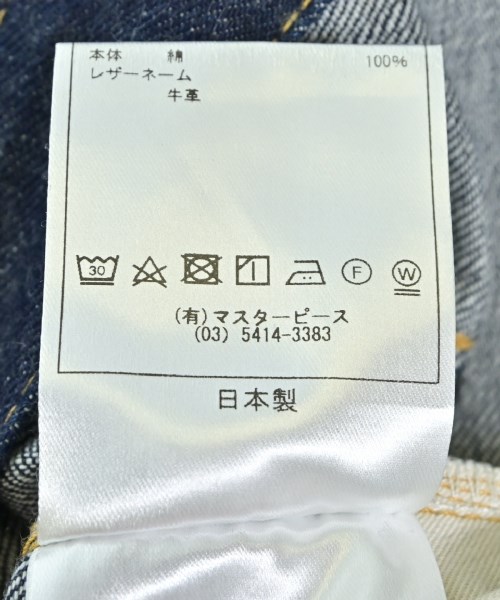 本体 綿 100%
レザーネーム
牛革
30 F W
(有)マスターピース
(03) 5414-3383
日本製